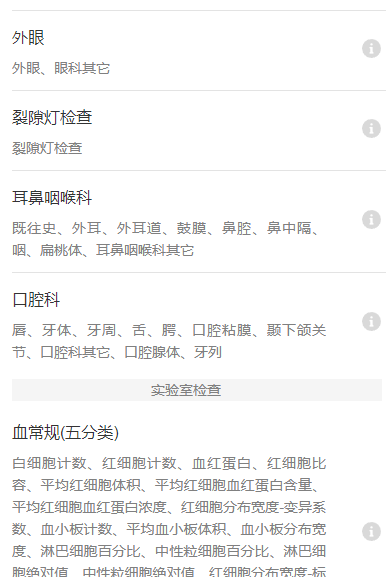 外眼
外眼、眼科其它
裂隙灯检查
裂隙灯检查
耳鼻咽喉科
既往史、外耳、外耳道、鼓膜、鼻腔、鼻中隔、
咽、扁桃体、耳鼻咽喉科其它
口腔科
唇、牙体、牙周、舌、腭、口腔粘膜、颞下颌关
节、口腔科其它、口腔腺体、牙列
实验室检查
血常规(五分类)
白细胞计数、红细胞计数、血红蛋白、红细胞比
容、平均红细胞体积、平均红细胞血红蛋白含量、
平均红细胞血红蛋白浓度、红细胞分布宽度-变异系
数、血小板计数、平均血小板体积、血小板分布宽
度、淋巴细胞百分比、中性粒细胞百分比、淋巴细
胞绝对值、中性粒细胞绝对值、红细胞分布宽度-标